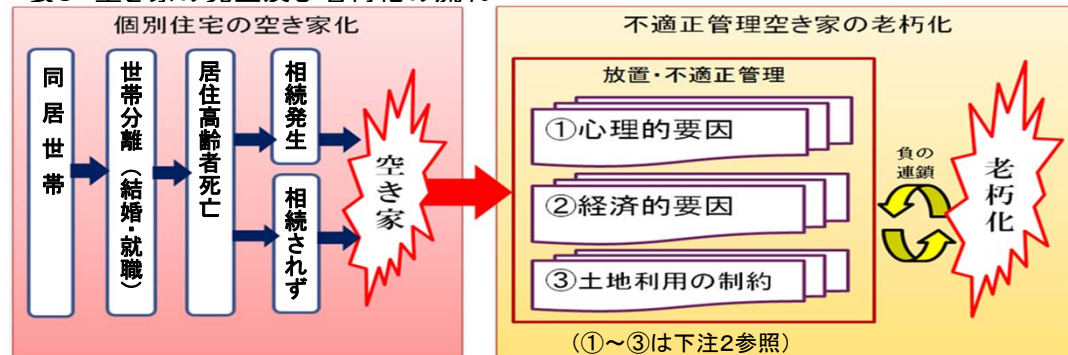 個別住宅の空き家化
同居世帯
世帯分離（結婚・就職）
居住高齢者死亡
相続発生
相続されず
空き家
不適正管理空き家の老朽化
放置・不適正管理
①心理的要因
②経済的要因
③土地利用の制約
負の
連鎖
老朽化
（①～③は下注2参照）